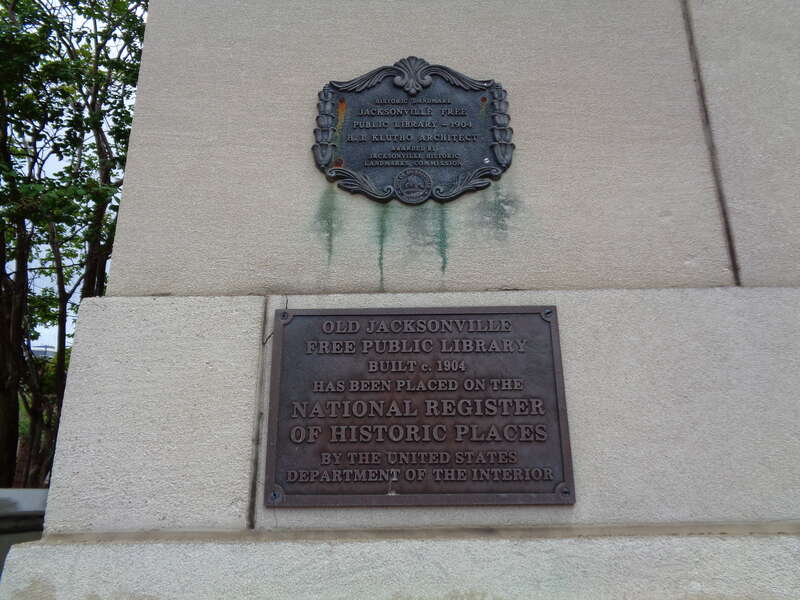 HISTORIC LANDMARK
JACKSONVILLE FREE
PUBLIC LIBRARY - 1904
H. J. KLUTHO ARCHITECT
AWARDED BY
JACKSONVILLE HISTORIC
LANDMARKS COMMISSION
OLD JACKSONVILLE
FREE PUBLIC LIBRARY
BUILT c. 1904
HAS BEEN PLACED ON THE
NATIONAL REGISTER
OF HISTORIC PLACES
BY THE UNITED STATES
DEPARTMENT OF THE INTERIOR